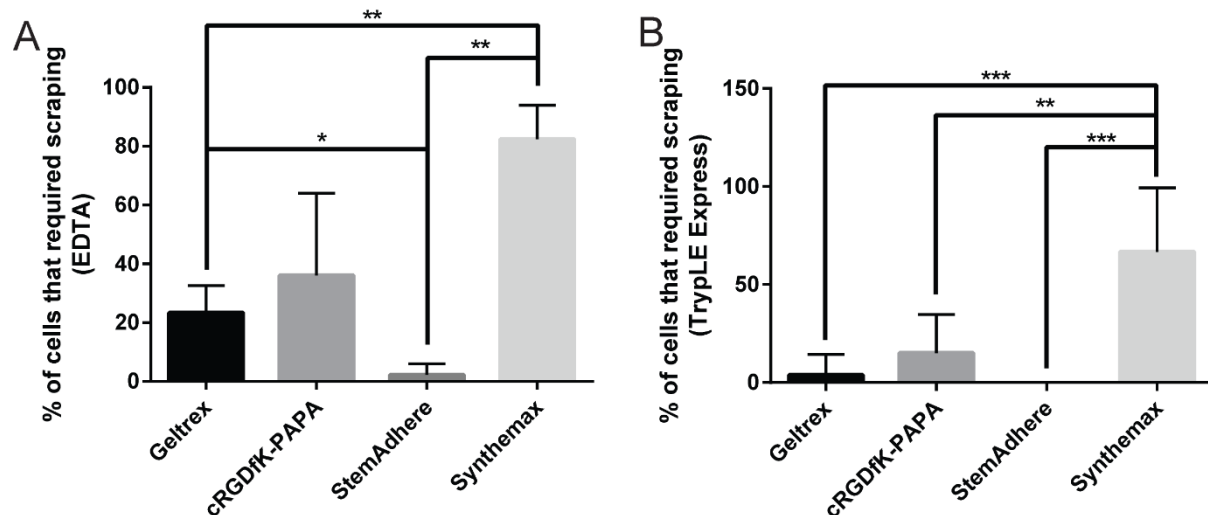 A
% of cells that required scraping
(EDTA)
100
80
60
40
20
0
**
**
*
Geltrex
cRGDfK-PAPA
StemAdhere
Synthemax
B
% of cells that required scraping
(TrypLE Express)
150
100
50
0
***
**
***
Geltrex
cRGDfK-PAPA
StemAdhere
Synthemax